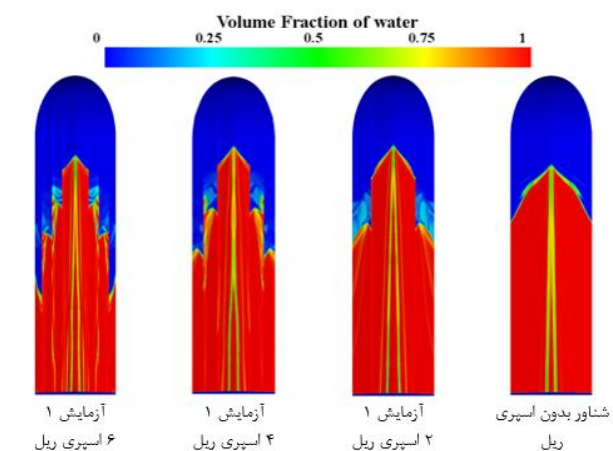 Volume Fraction of water
0 0.25 0.5 0.75 1
شناور بدون اسپری
ریل
آزمایش ۱
۲ اسپری ریل
آزمایش ۱
۴ اسپری ریل
آزمایش ۱
۶ اسپری ریل